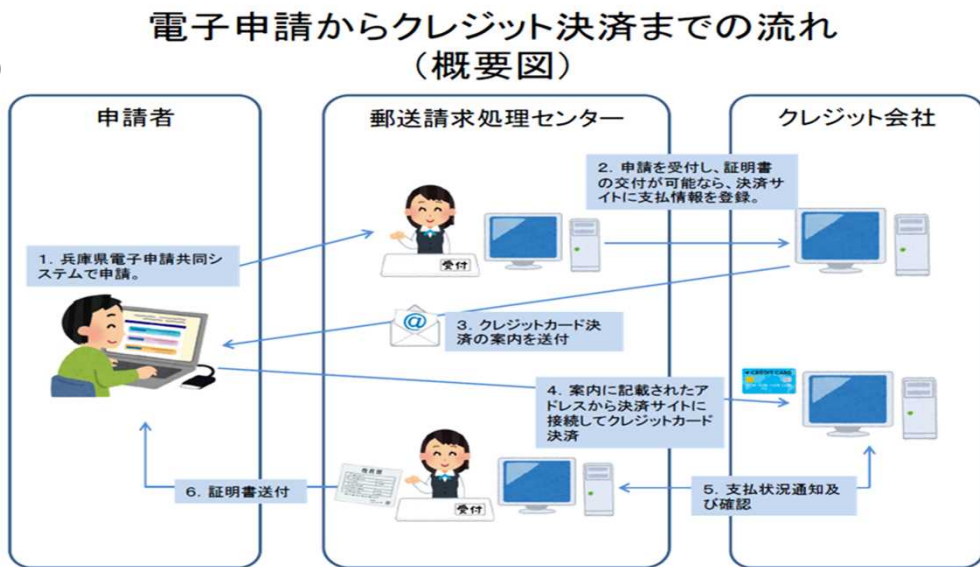 電子申請からクレジット決済までの流れ
（概要図）
申請者
郵送請求処理センター
クレジット会社
2. 申請を受付し、証明書
の交付が可能なら、決済サ
イトに支払情報を登録。
1. 兵庫県電子申請共同シ
ステムで申請。
受付
@
3. クレジットカード決
済の案内を送付
CREDIT CARD
4. 案内に記載されたア
ドレスから決済サイトに
接続してクレジットカード
決済
6. 証明書送付
受付
5. 支払状況通知及
び確認